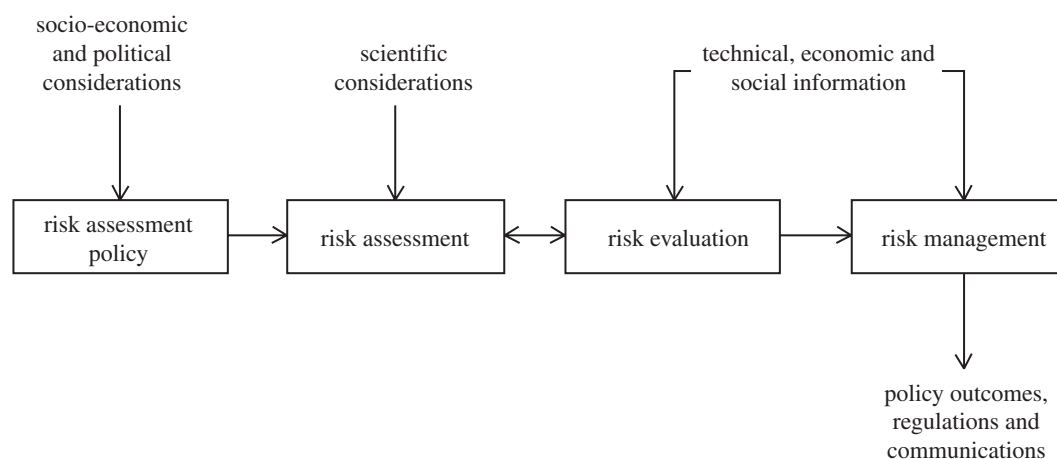 socio-economic
and political
considerations
scientific
considerations
technical, economic and
social information
risk assessment
policy
risk assessment
risk evaluation
risk management
policy outcomes,
regulations and
communications